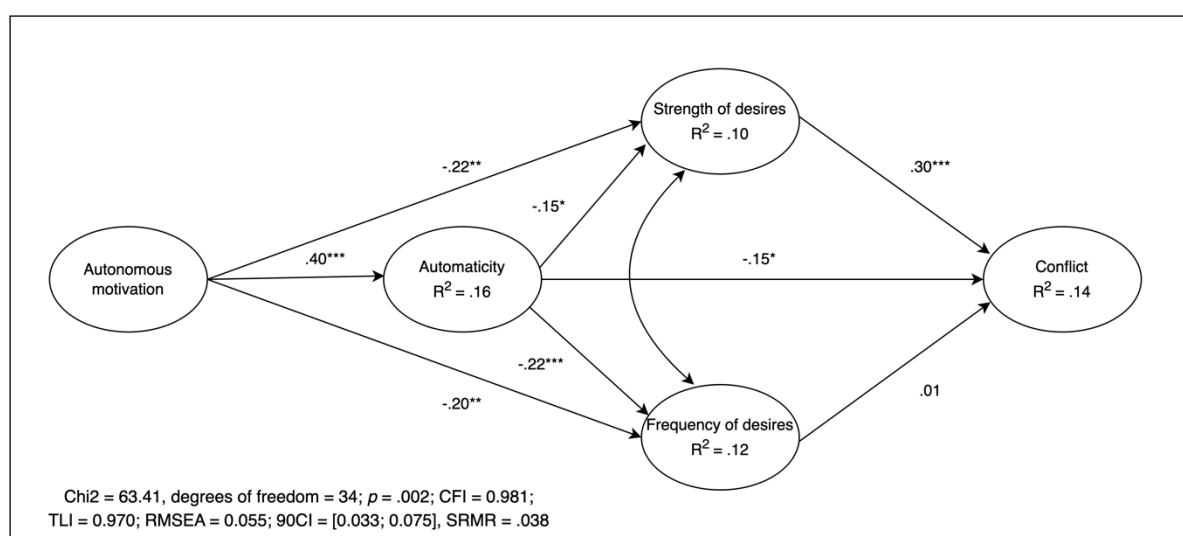 Strength of desires
R² = .10
-.22**
.30***
-.15*
Autonomous
motivation
.40***
Automaticity
R² = .16
-.15*
Conflict
R² = .14
-.22***
-.20**
.01
Frequency of desires
R² = .12
Chi2 = 63.41, degrees of freedom = 34; p = .002; CFI = 0.981;
TLI = 0.970; RMSEA = 0.055; 90CI = [0.033; 0.075], SRMR = .038